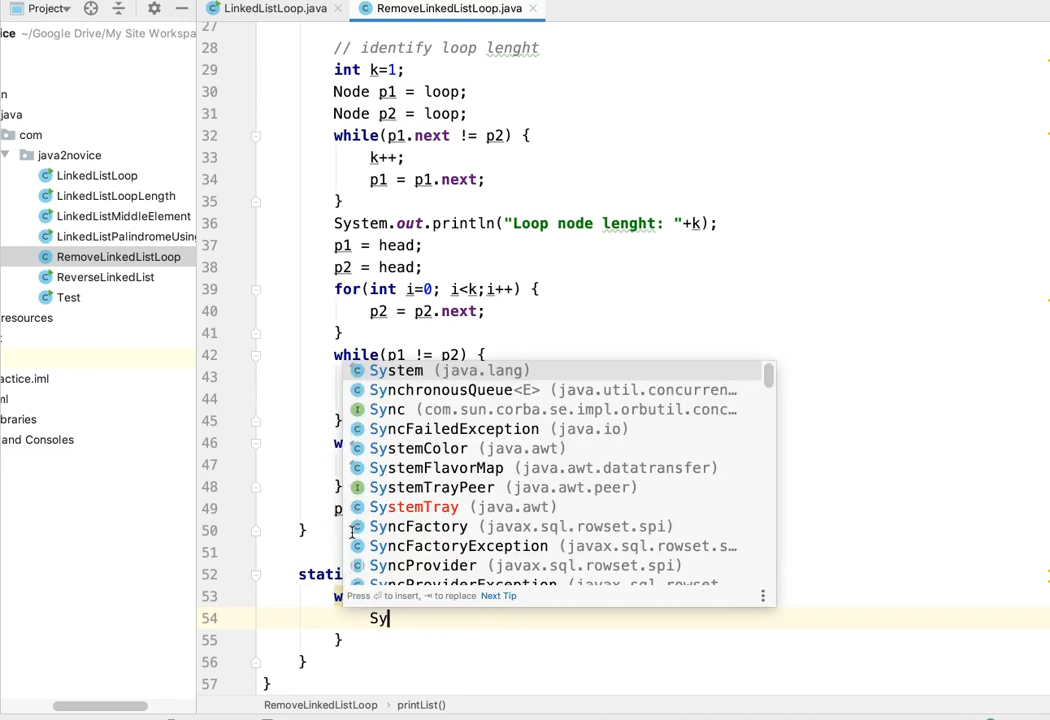 Project
LinkedListLoop.java
RemoveLinkedListLoop.java
ice ~/Google Drive/My Site Workspa
n
java
com
java2novice
LinkedListLoop
LinkedListLoopLength
LinkedListMiddleElement
LinkedListPalindromeUsing
RemoveLinkedListLoop
ReverseLinkedList
Test
resources
t
actice.iml
ml
ibraries
and Consoles
27
28 // identify loop lenght
29 int k=1;
30 Node p1 = loop;
31 Node p2 = loop;
32 while(p1.next != p2) {
33 k++;
34 p1 = p1.next;
35 }
36 System.out.println("Loop node lenght: "+k);
37 p1 = head;
38 p2 = head;
39 for(int i=0; i<k;i++) {
40 p2 = p2.next;
41 }
42 while(p1 != p2) {
43
44
45 }
46 w
47
48 }
49 p
50 }
51
52 stati
53 w
54 Sy
55 }
56 }
57 }
System (java.lang)
SynchronousQueue<E> (java.util.concurren…
Sync (com.sun.corba.se.impl.orbutil.conc…
SyncFailedException (java.io)
SystemColor (java.awt)
SystemFlavorMap (java.awt.datatransfer)
SystemTrayPeer (java.awt.peer)
SystemTray (java.awt)
SyncFactory (javax.sql.rowset.spi)
SyncFactoryException (javax.sql.rowset.s…
SyncProvider (javax.sql.rowset.spi)
SyncProviderException (javax.sql.rowset
Press ⏎ to insert, ⇥ to replace Next Tip
RemoveLinkedListLoop › printList()